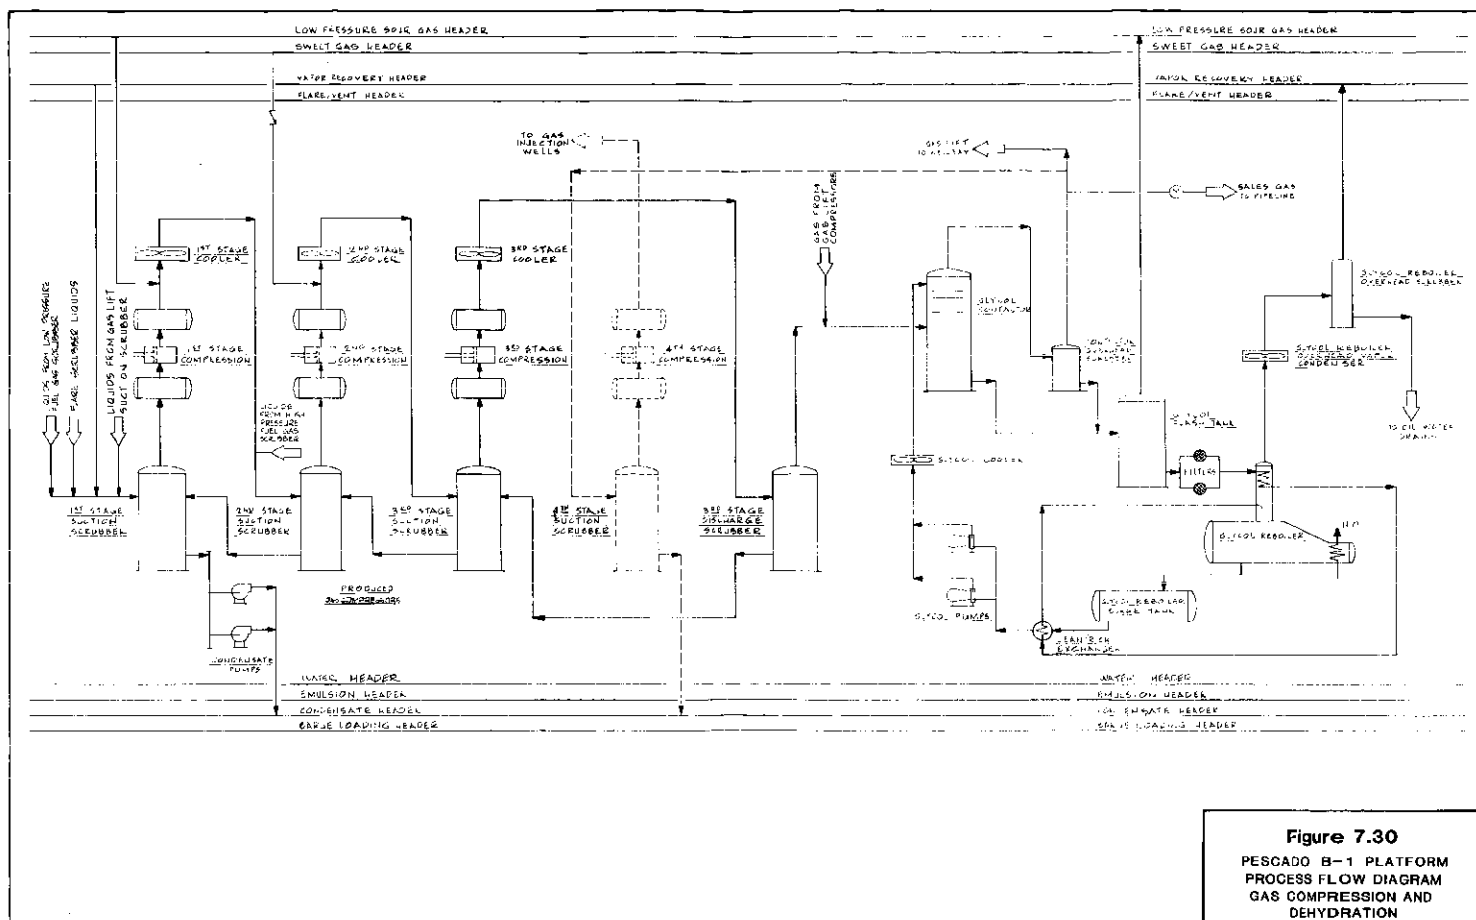 LOW PRESSURE SOUR GAS HEADER
SWEET GAS HEADER
VAPOR RECOVERY HEADER
FLARE/VENT HEADER
LOW PRESSURE SOUR GAS HEADER
SWEET GAS HEADER
VAPOR RECOVERY HEADER
FLARE/VENT HEADER
TO GAS
INJECTION
WELLS
GAS LIFT
SALES GAS
TO PIPELINE
GAS FROM
GAS LIFT
COMPRESSORS
1ST STAGE
COOLER
2ND STAGE
COOLER
3RD STAGE
COOLER
GLYCOL REBOILER
OVERHEAD SCRUBBER
FUEL GAS SCRUBBER
FLARE SCRUBBER LIQUIDS
LIQUIDS FROM GAS LIFT
SUCTION SCRUBBER
1ST STAGE
COMPRESSION
2ND STAGE
COMPRESSION
3RD STAGE
COMPRESSION
4TH STAGE
COMPRESSION
GLYCOL
CONTACTOR
GLYCOL REBOILER
CONDENSER
FROM HIGH
PRESSURE
FUEL GAS
SCRUBBER
FLASH TANK
TO OIL WATER
DRAINS
GLYCOL COOLER
FILTERS
1ST STAGE
SUCTION
SCRUBBER
2ND STAGE
SUCTION
SCRUBBER
3RD STAGE
SUCTION
SCRUBBER
4TH STAGE
SUCTION
SCRUBBER
3RD STAGE
DISCHARGE
SCRUBBER
GLYCOL REBOILER
PRODUCED
GLYCOL PUMPS
GLYCOL REBOILER
LEAN/RICH
EXCHANGER
CONDENSATE
PUMPS
WATER HEADER
EMULSION HEADER
CONDENSATE HEADER
BARGE LOADING HEADER
WATER HEADER
EMULSION HEADER
CONDENSATE HEADER
BARGE LOADING HEADER
Figure 7.30
PESCADO B-1 PLATFORM
PROCESS FLOW DIAGRAM
GAS COMPRESSION AND
DEHYDRATION